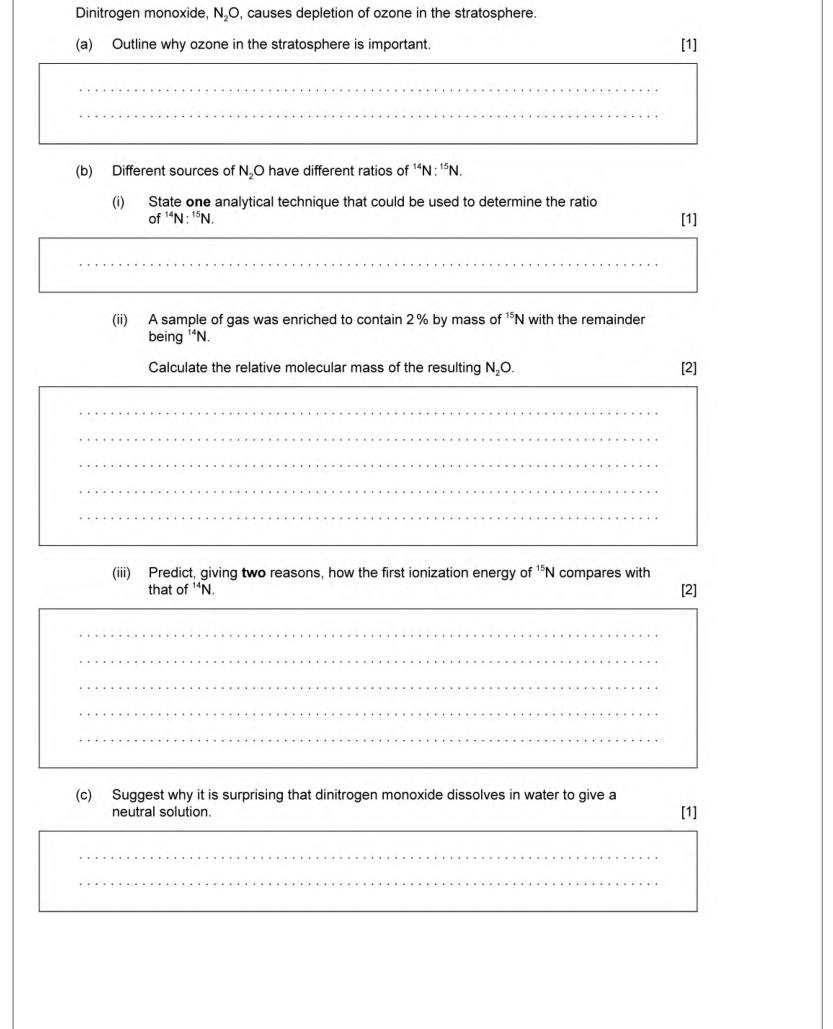 Dinitrogen monoxide, N₂O, causes depletion of ozone in the stratosphere.
(a) Outline why ozone in the stratosphere is important. [1]
(b) Different sources of N₂O have different ratios of ¹⁴N:¹⁵N.
(i) State one analytical technique that could be used to determine the ratio
of ¹⁴N:¹⁵N. [1]
(ii) A sample of gas was enriched to contain 2% by mass of ¹⁵N with the remainder
being ¹⁴N.
Calculate the relative molecular mass of the resulting N₂O. [2]
(iii) Predict, giving two reasons, how the first ionization energy of ¹⁵N compares with
that of ¹⁴N. [2]
(c) Suggest why it is surprising that dinitrogen monoxide dissolves in water to give a
neutral solution. [1]